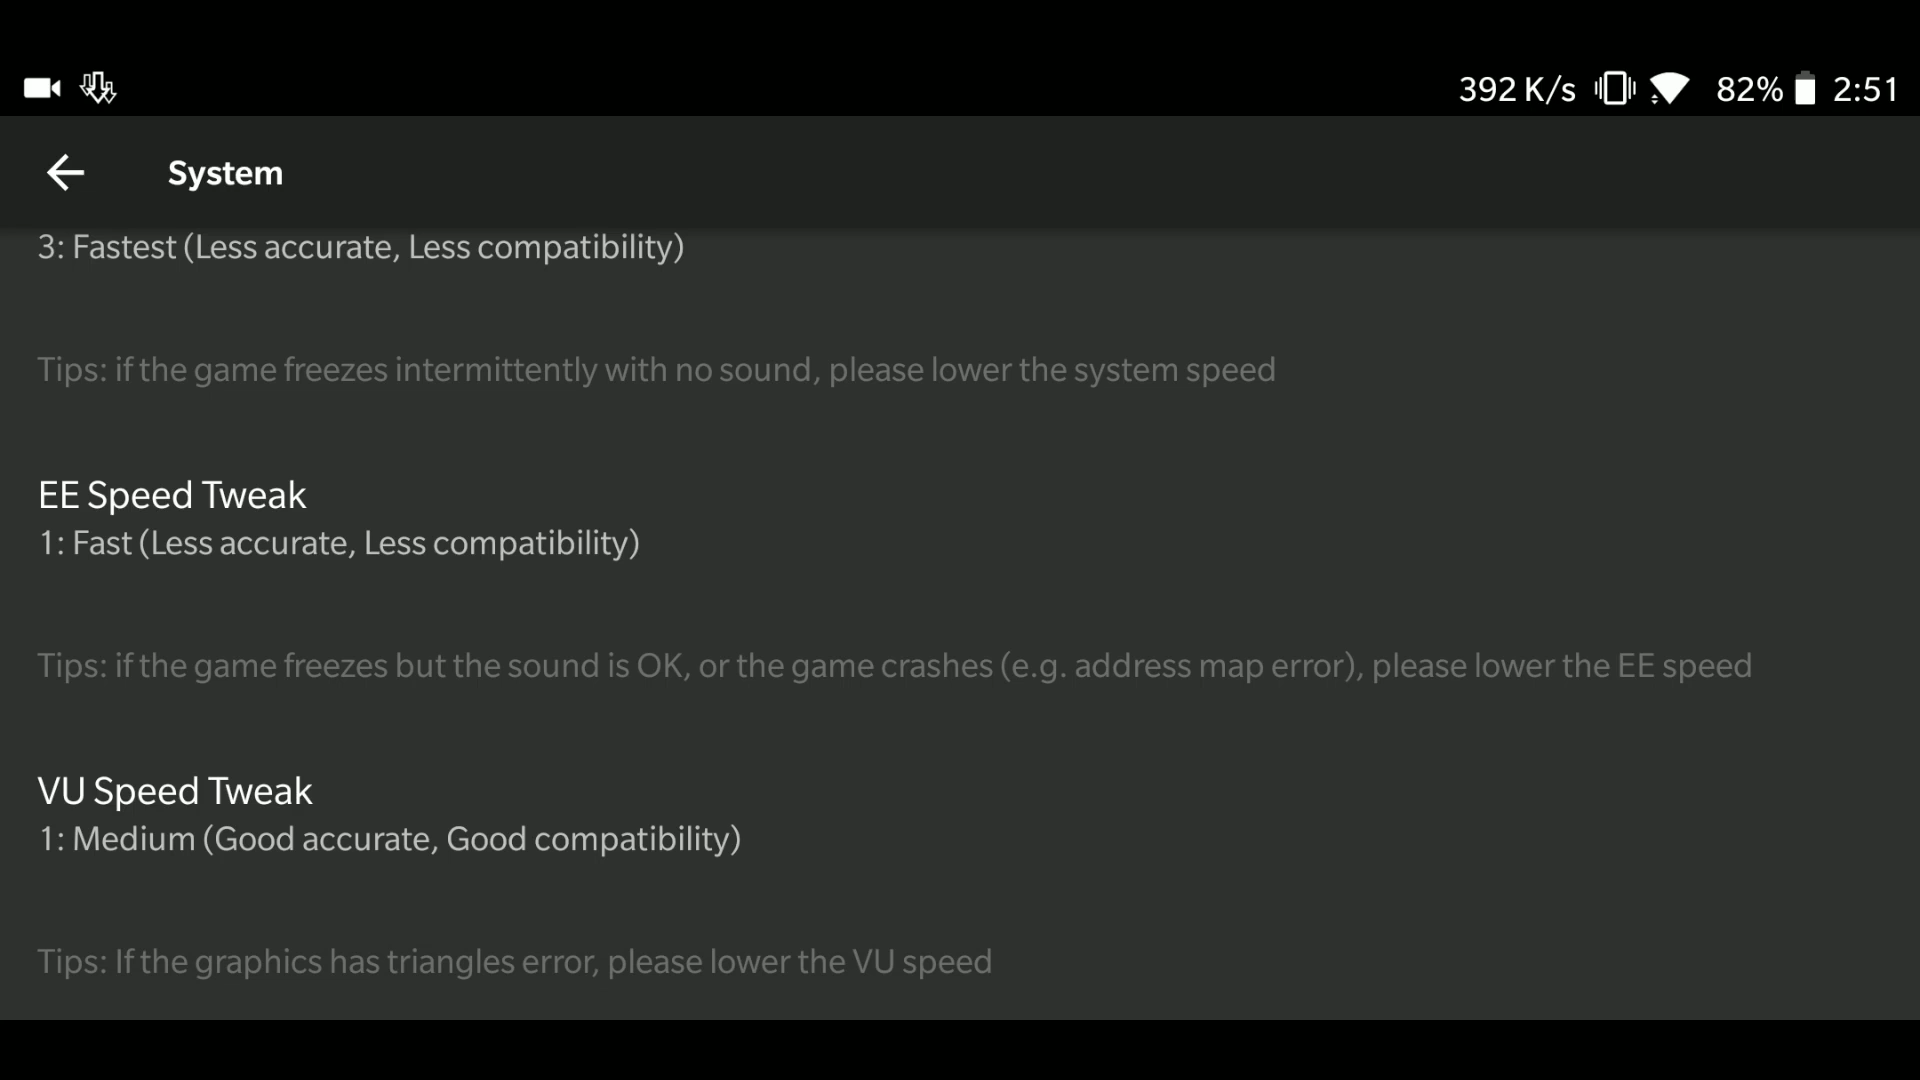 392 K/s 82% 2:51
System
3: Fastest (Less accurate, Less compatibility)
Tips: if the game freezes intermittently with no sound, please lower the system speed
EE Speed Tweak
1: Fast (Less accurate, Less compatibility)
Tips: if the game freezes but the sound is OK, or the game crashes (e.g. address map error), please lower the EE speed
VU Speed Tweak
1: Medium (Good accurate, Good compatibility)
Tips: If the graphics has triangles error, please lower the VU speed